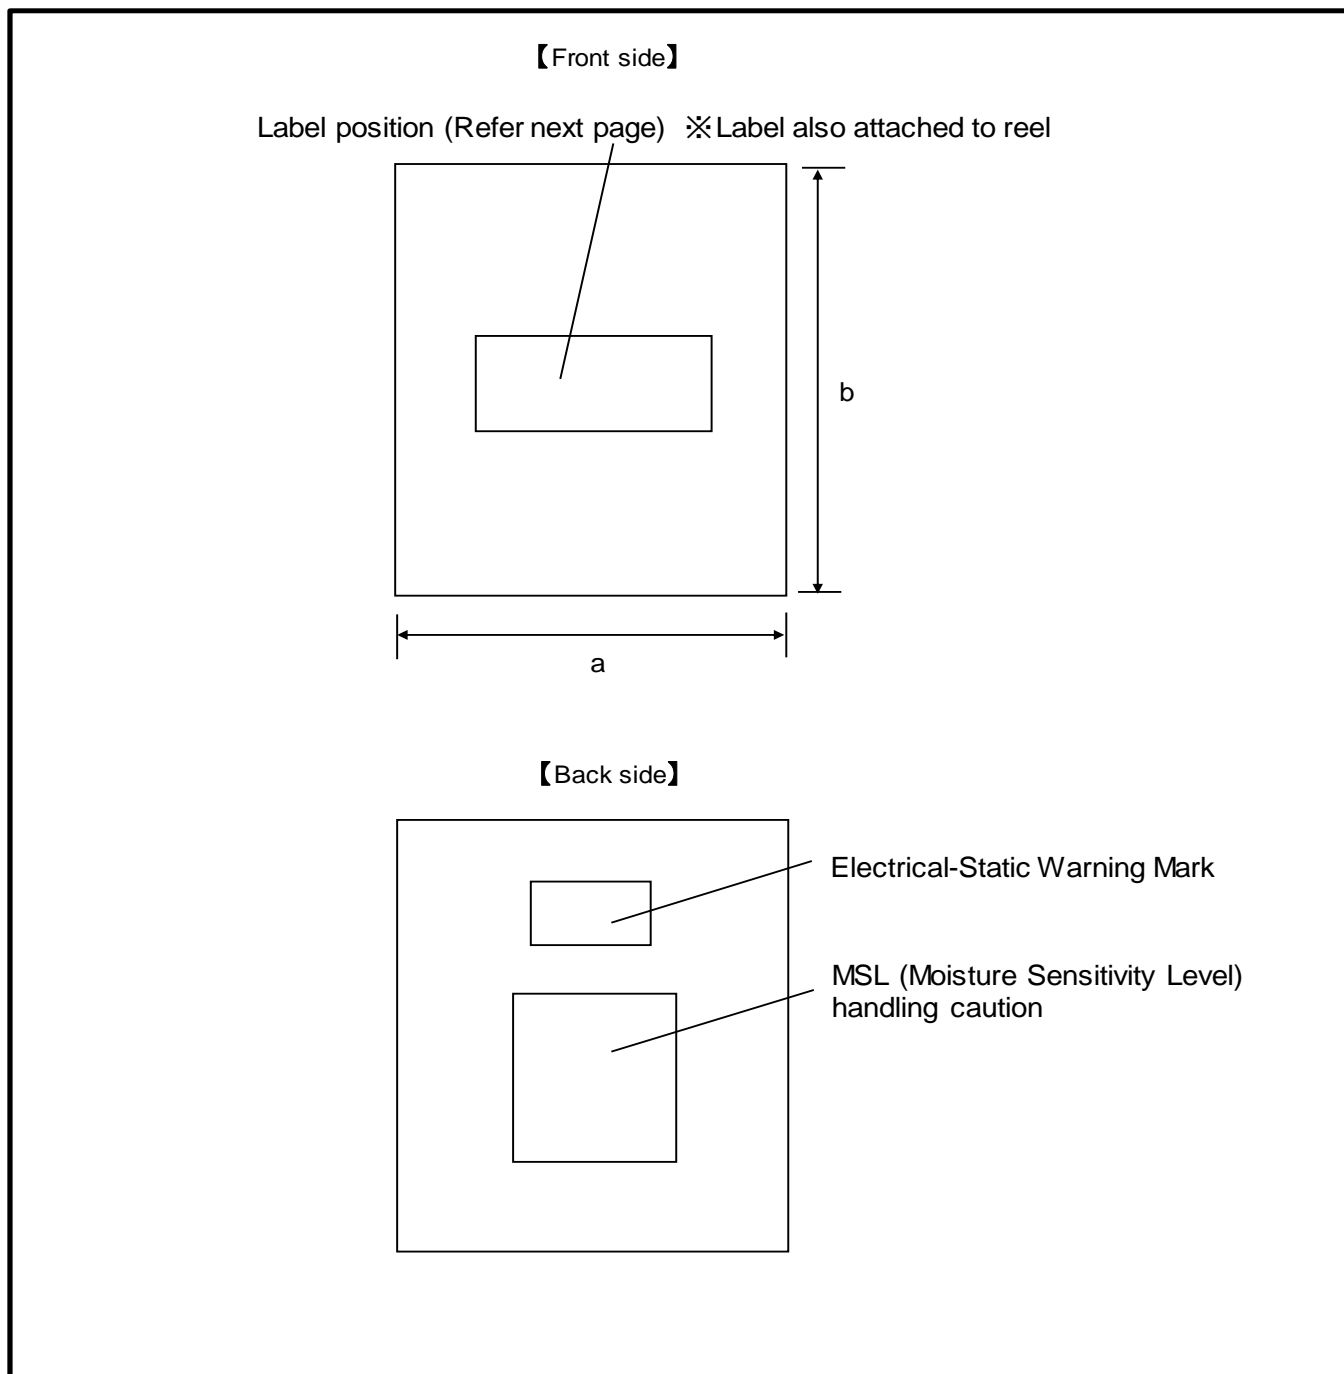 【Front side】
Label position (Refer next page) ※Label also attached to reel
b
a
【Back side】
Electrical-Static Warning Mark
MSL (Moisture Sensitivity Level)
handling caution